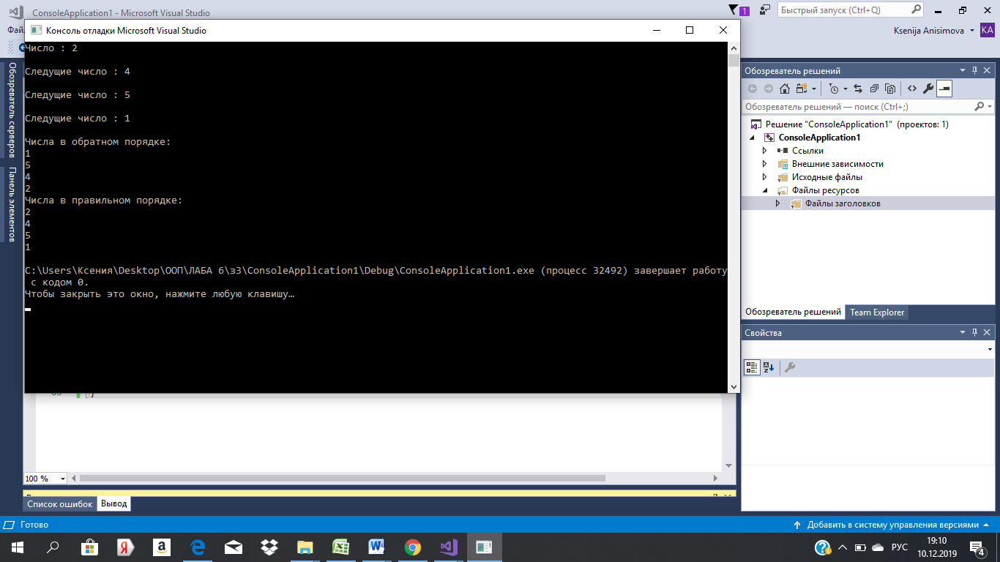 ConsoleApplication1 - Microsoft Visual Studio
1
Быстрый запуск (Ctrl+Q)
Фай
Ksenija Anisimova
KA
Консоль отладки Microsoft Visual Studio
Число : 2
Следущие число : 4
Следущие число : 5
Следущие число : 1
Числа в обратном порядке:
1
5
4
2
Числа в правильном порядке:
2
4
5
1
C:\Users\Ксения\Desktop\ООП\ЛАБА 6\з3\ConsoleApplication1\Debug\ConsoleApplication1.exe (процесс 32492) завершает работу
с кодом 0.
Чтобы закрыть это окно, нажмите любую клавишу…
Обозреватель серверов
Панель элементов
Обозреватель решений
Обозреватель решений — поиск (Ctrl+;)
Решение "ConsoleApplication1" (проектов: 1)
ConsoleApplication1
Ссылки
Внешние зависимости
Исходные файлы
Файлы ресурсов
Файлы заголовков
Обозреватель решений
Team Explorer
Свойства
100 %
Список ошибок
Вывод
Готово
Добавить в систему управления версиями
РУС
19:10
10.12.2019
4